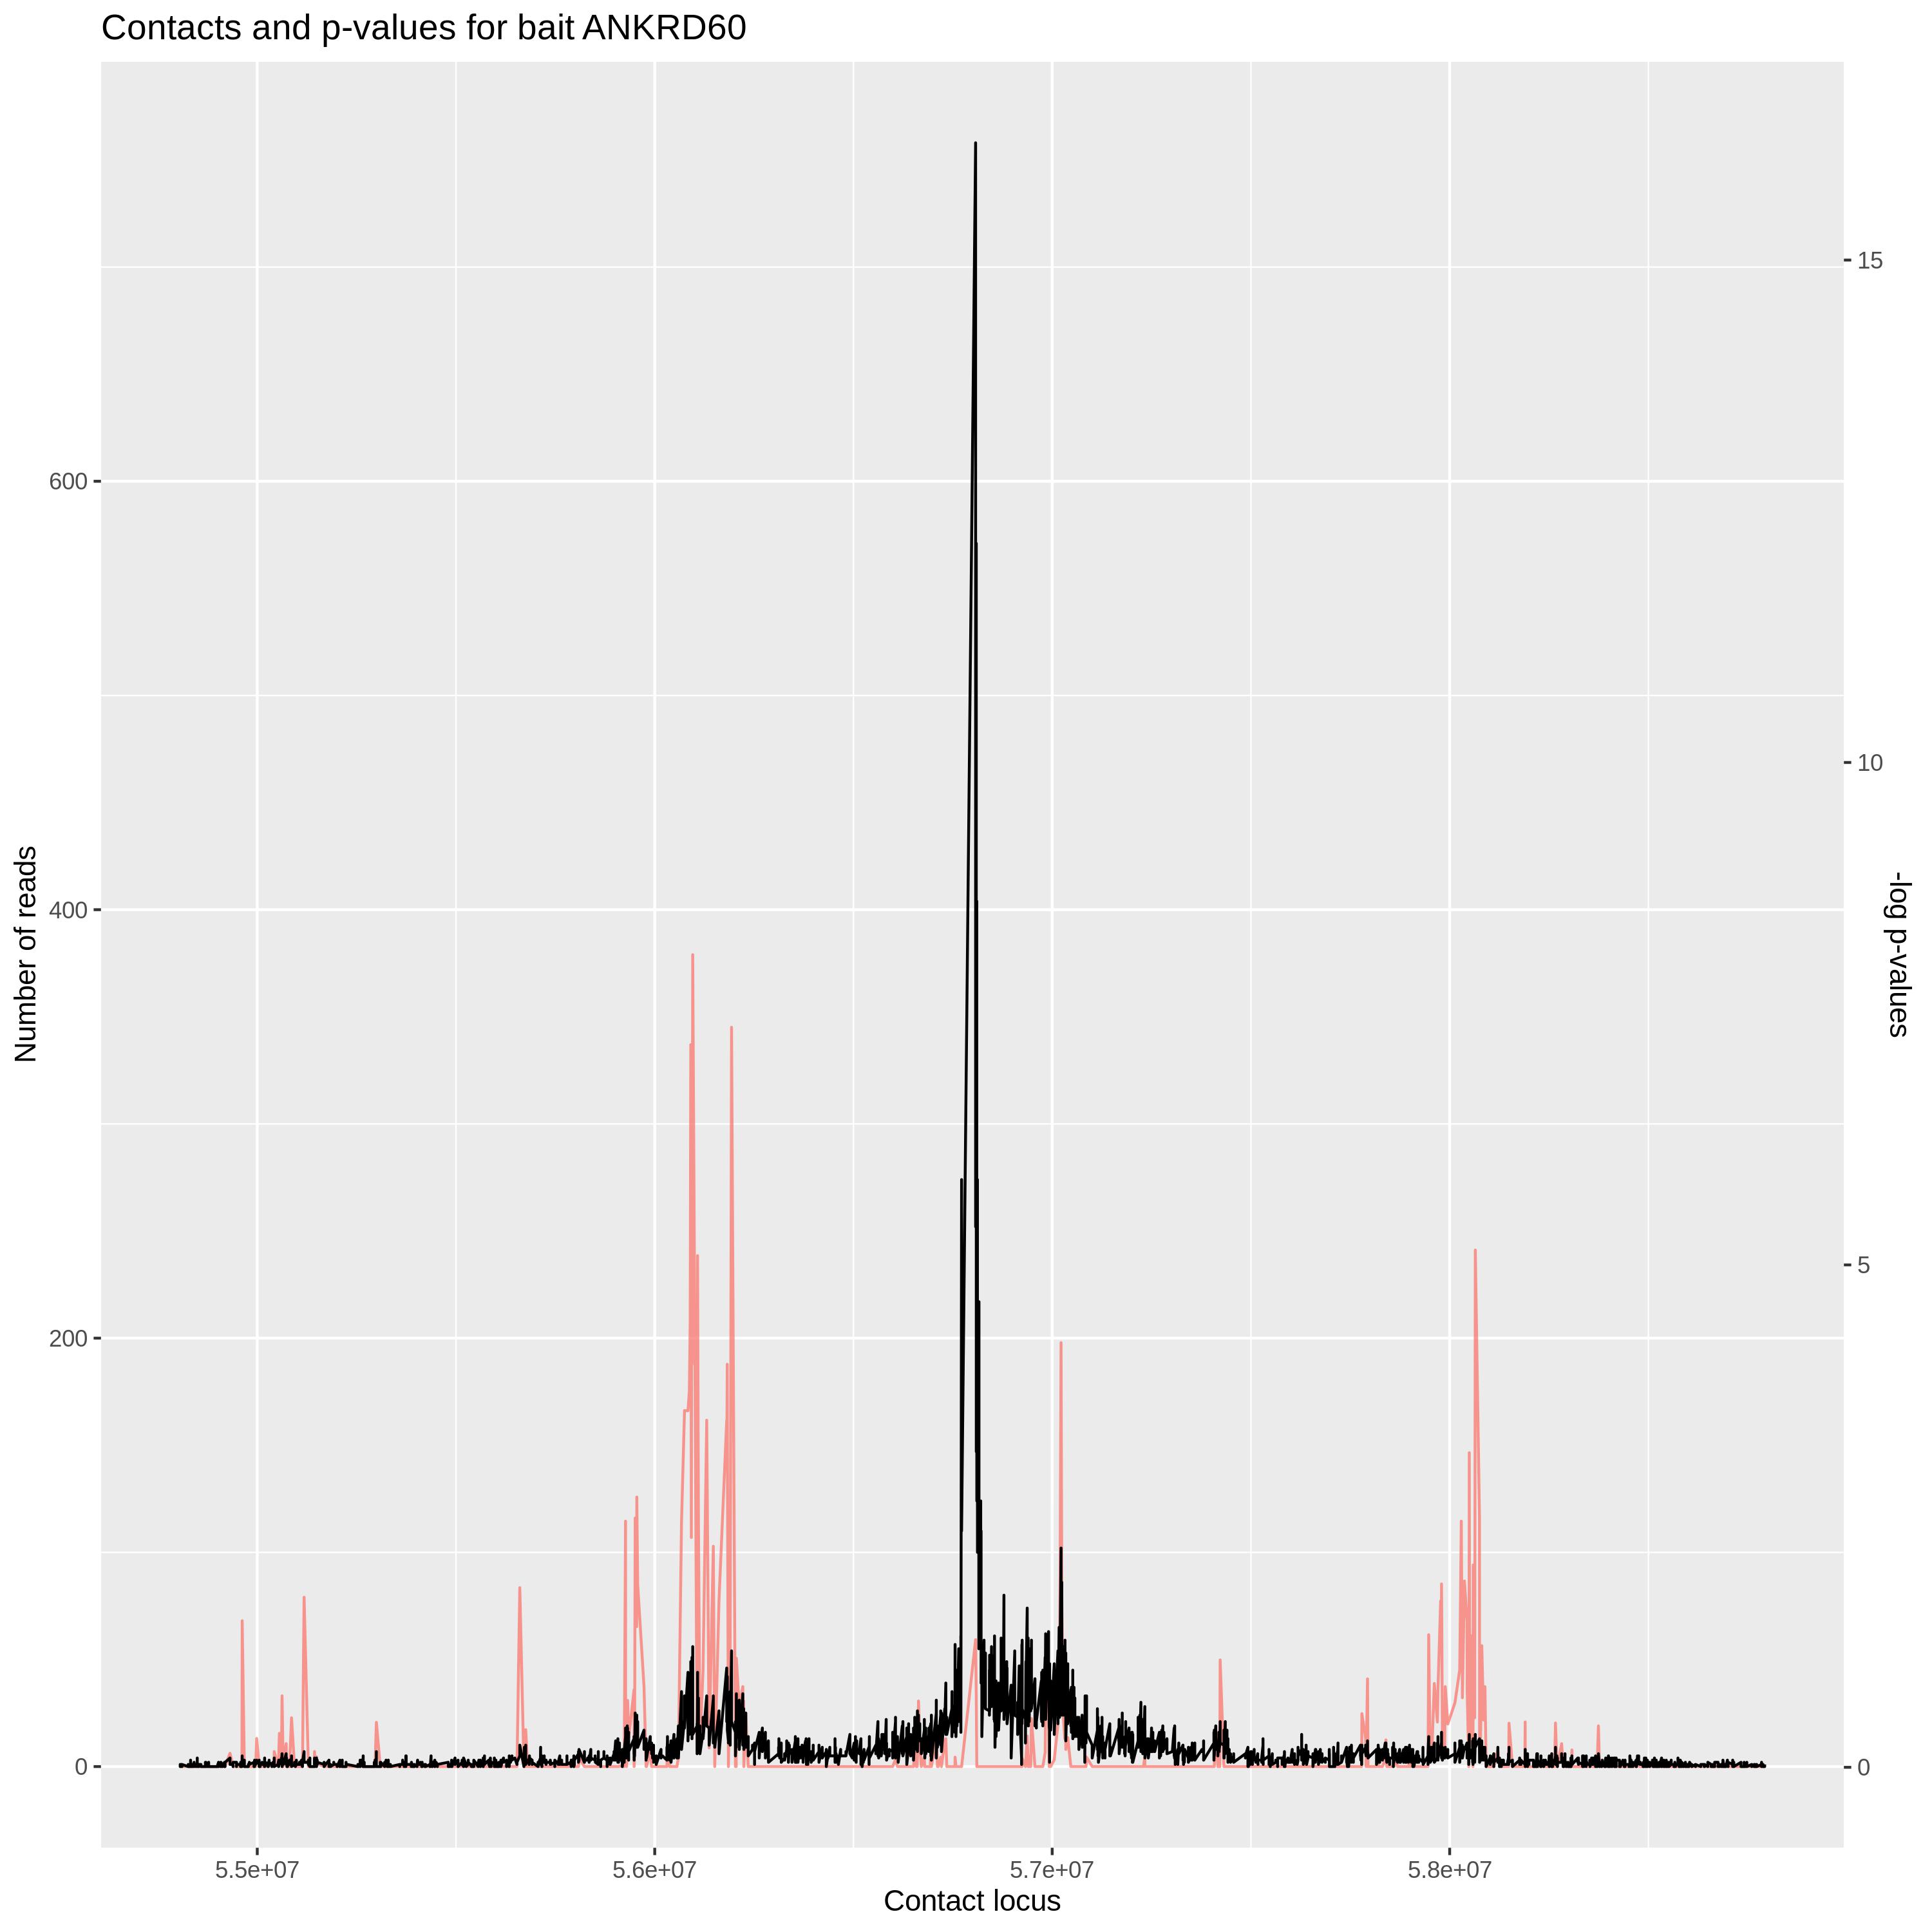 Contacts and p-values for bait ANKRD60
Number of reads
600
400
200
0
15
10
5
0
-log p-values
5.5e+07 5.6e+07 5.7e+07 5.8e+07
Contact locus